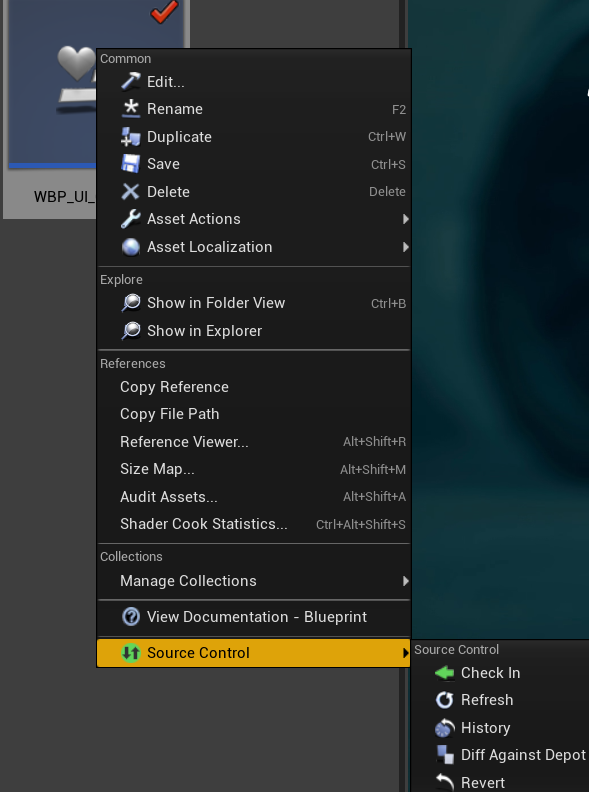 WBP_UI_
Common
Edit...
Rename F2
Duplicate Ctrl+W
Save Ctrl+S
Delete Delete
Asset Actions
Asset Localization
Explore
Show in Folder View Ctrl+B
Show in Explorer
References
Copy Reference
Copy File Path
Reference Viewer... Alt+Shift+R
Size Map... Alt+Shift+M
Audit Assets... Alt+Shift+A
Shader Cook Statistics... Ctrl+Alt+Shift+S
Collections
Manage Collections
View Documentation - Blueprint
Source Control
Source Control
Check In
Refresh
History
Diff Against Depot
Revert